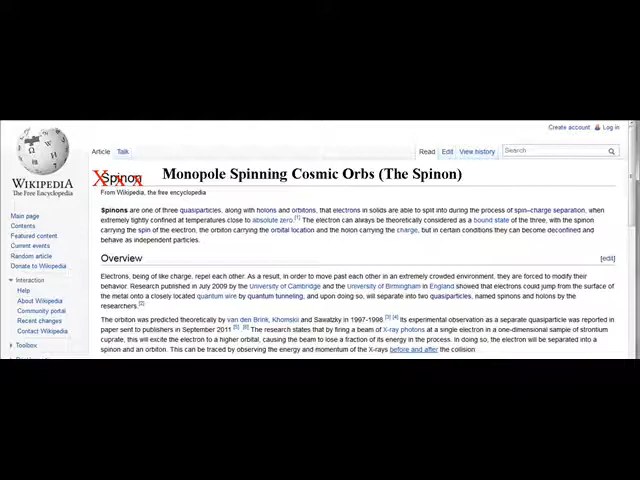 Create account Log in
Article Talk Read Edit View history Search
Spinon Monopole Spinning Cosmic Orbs (The Spinon)
X x x
WIKIPEDIA
The Free Encyclopedia
From Wikipedia, the free encyclopedia
Main page
Contents
Featured content
Current events
Random article
Donate to Wikipedia
Interaction
Help
About Wikipedia
Community portal
Recent changes
Contact Wikipedia
Toolbox
Spinons are one of three quasiparticles, along with holons and orbitons, that electrons in solids are able to split into during the process of spin–charge separation, when
extremely tightly confined at temperatures close to absolute zero.[1] The electron can always be theoretically considered as a bound state of the three, with the spinon
carrying the spin of the electron, the orbiton carrying the orbital location and the holon carrying the charge, but in certain conditions they can become deconfined and
behave as independent particles.
Overview [edit]
Electrons, being of like charge, repel each other. As a result, in order to move past each other in an extremely crowded environment, they are forced to modify their
behavior. Research published in July 2009 by the University of Cambridge and the University of Birmingham in England showed that electrons could jump from the surface of
the metal onto a closely located quantum wire by quantum tunneling, and upon doing so, will separate into two quasiparticles, named spinons and holons by the
researchers.[2]
The orbiton was predicted theoretically by van den Brink, Khomskii and Sawatzky in 1997-1998.[3][4] Its experimental observation as a separate quasiparticle was reported in
paper sent to publishers in September 2011.[5][6] The research states that by firing a beam of X-ray photons at a single electron in a one-dimensional sample of strontium
cuprate, this will excite the electron to a higher orbital, causing the beam to lose a fraction of its energy in the process. In doing so, the electron will be separated into a
spinon and an orbiton. This can be traced by observing the energy and momentum of the X-rays before and after the collision